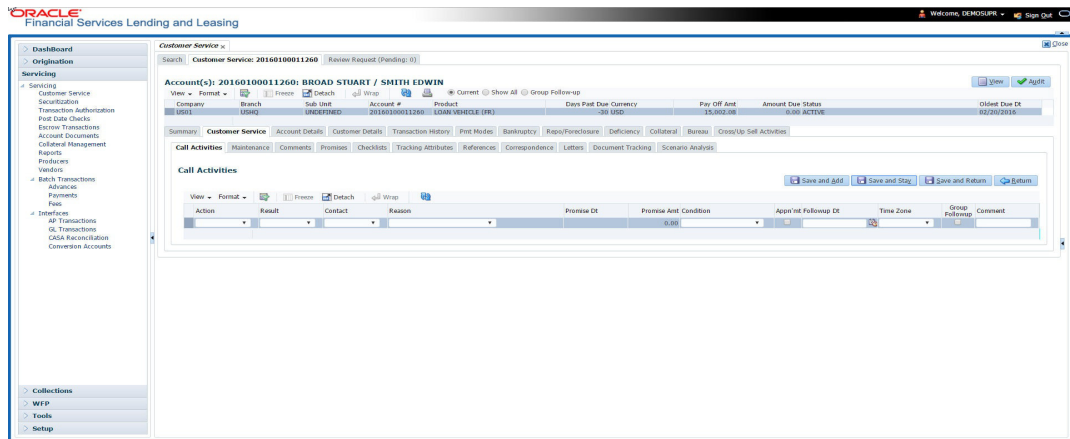 ORACLE
Financial Services Lending and Leasing
Welcome, DEMOSUPR
Sign Out
Close
DashBoard
Origination
Servicing
Servicing
Customer Service
Securitization
Transaction Authorization
Post Date Checks
Escrow Transactions
Account Documents
Collateral Management
Reports
Producers
Vendors
Batch Transactions
Advances
Payments
Fees
Interfaces
AP Transactions
GL Transactions
CASA Reconciliation
Conversion Accounts
Collections
WFP
Tools
Setup
Customer Service
Search Customer Service: 20160100011260 Review Request (Pending: 0)
Account(s): 20160100011260: BROAD STUART / SMITH EDWIN
View Audit
View Format Freeze Detach Wrap Current Show All Group Follow-up
Company Branch Sub Unit Account # Product Days Past Due Currency Pay Off Amt Amount Due Status Oldest Due Dt
US01 USHQ UNDEFINED 20160100011260 LOAN VEHICLE (FR) -30 USD 15,002.08 0.00 ACTIVE 02/20/2016
Summary Customer Service Account Details Customer Details Transaction History Pmt Modes Bankruptcy Repo/Foreclosure Deficiency Collateral Bureau Cross/Up Sell Activities
Call Activities Maintenance Comments Promises Checklists Tracking Attributes References Correspondence Letters Document Tracking Scenario Analysis
Call Activities
Save and Add Save and Stay Save and Return Return
View Format Freeze Detach Wrap
Action Result Contact Reason Promise Dt Promise Amt Condition Appn'mt Followup Dt Time Zone Group Followup Comment
0.00